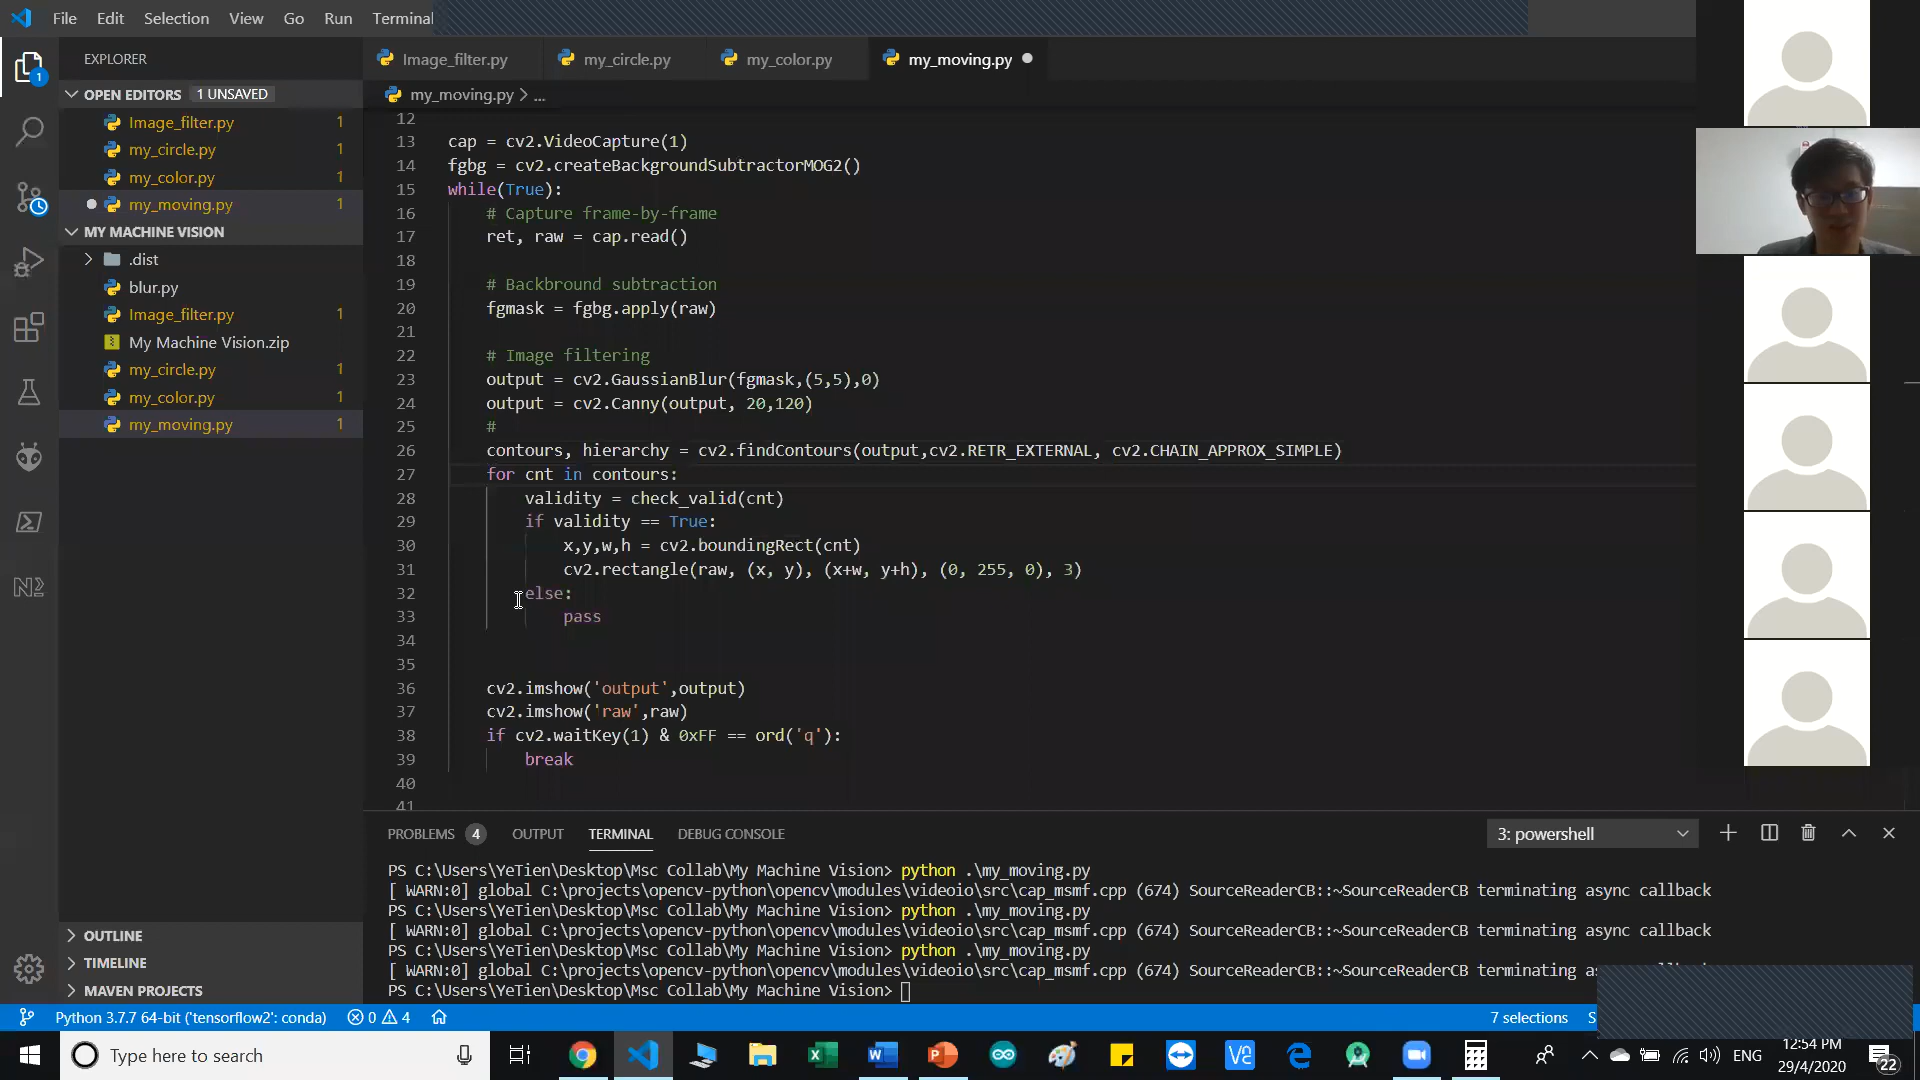 File Edit Selection View Go Run Terminal
EXPLORER
OPEN EDITORS 1 UNSAVED
Image_filter.py 1
my_circle.py 1
my_color.py 1
my_moving.py 1
MY MACHINE VISION
.dist
blur.py
Image_filter.py 1
My Machine Vision.zip
my_circle.py 1
my_color.py 1
my_moving.py 1
OUTLINE
TIMELINE
MAVEN PROJECTS
Image_filter.py my_circle.py my_color.py my_moving.py
my_moving.py > ...
12
13 cap = cv2.VideoCapture(1)
14 fgbg = cv2.createBackgroundSubtractorMOG2()
15 while(True):
16 # Capture frame-by-frame
17 ret, raw = cap.read()
18
19 # Backbround subtraction
20 fgmask = fgbg.apply(raw)
21
22 # Image filtering
23 output = cv2.GaussianBlur(fgmask,(5,5),0)
24 output = cv2.Canny(output, 20,120)
25 #
26 contours, hierarchy = cv2.findContours(output,cv2.RETR_EXTERNAL, cv2.CHAIN_APPROX_SIMPLE)
27 for cnt in contours:
28 validity = check_valid(cnt)
29 if validity == True:
30 x,y,w,h = cv2.boundingRect(cnt)
31 cv2.rectangle(raw, (x, y), (x+w, y+h), (0, 255, 0), 3)
32 else:
33 pass
34
35
36 cv2.imshow('output',output)
37 cv2.imshow('raw',raw)
38 if cv2.waitKey(1) & 0xFF == ord('q'):
39 break
40
41
PROBLEMS 4 OUTPUT TERMINAL DEBUG CONSOLE 3: powershell
PS C:\Users\YeTien\Desktop\Msc Collab\My Machine Vision> python .\my_moving.py
[ WARN:0] global C:\projects\opencv-python\opencv\modules\videoio\src\cap_msmf.cpp (674) SourceReaderCB::~SourceReaderCB terminating async callback
PS C:\Users\YeTien\Desktop\Msc Collab\My Machine Vision> python .\my_moving.py
[ WARN:0] global C:\projects\opencv-python\opencv\modules\videoio\src\cap_msmf.cpp (674) SourceReaderCB::~SourceReaderCB terminating async callback
PS C:\Users\YeTien\Desktop\Msc Collab\My Machine Vision> python .\my_moving.py
[ WARN:0] global C:\projects\opencv-python\opencv\modules\videoio\src\cap_msmf.cpp (674) SourceReaderCB::~SourceReaderCB terminating
PS C:\Users\YeTien\Desktop\Msc Collab\My Machine Vision>
1
Python 3.7.7 64-bit ('tensorflow2': conda) 0 4 7 selections S
Type here to search
ENG
12:54 PM
29/4/2020
22